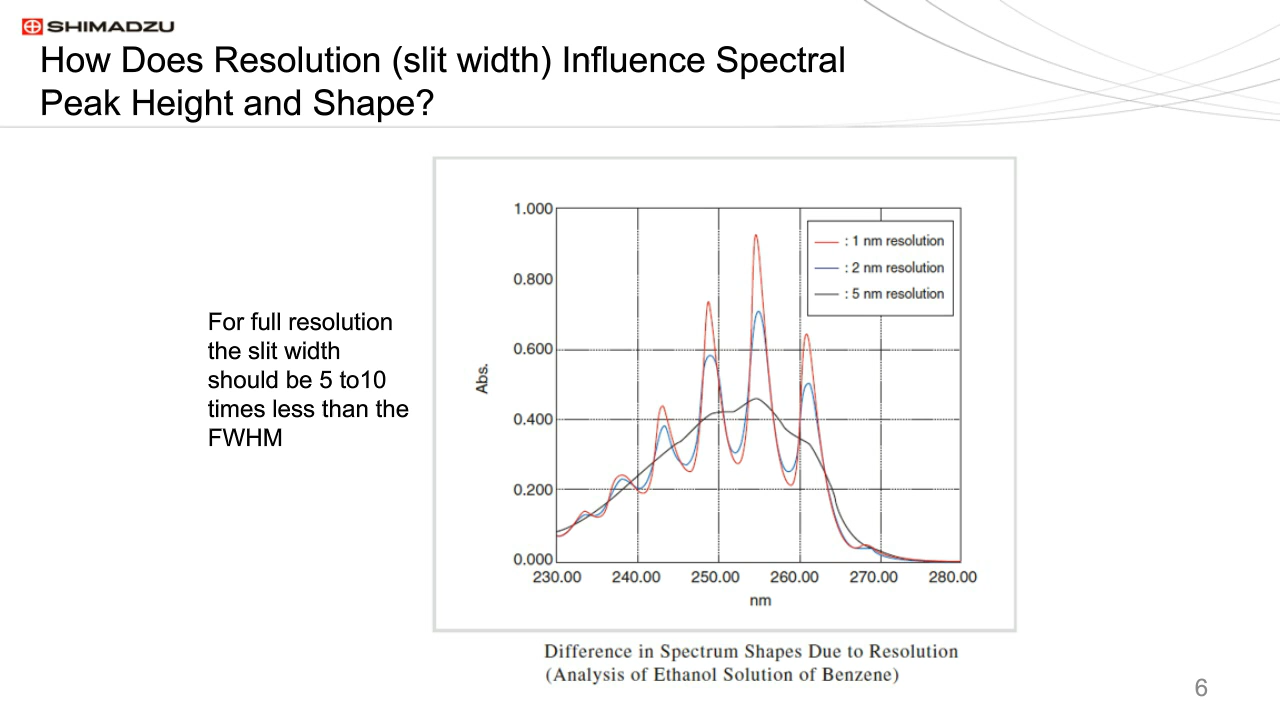 SHIMADZU
How Does Resolution (slit width) Influence Spectral
Peak Height and Shape?
For full resolution
the slit width
should be 5 to10
times less than the
FWHM
1.000
0.800
0.600
0.400
0.200
0.000
Abs.
: 1 nm resolution
: 2 nm resolution
: 5 nm resolution
230.00 240.00 250.00 260.00 270.00 280.00
nm
Difference in Spectrum Shapes Due to Resolution
(Analysis of Ethanol Solution of Benzene)
6